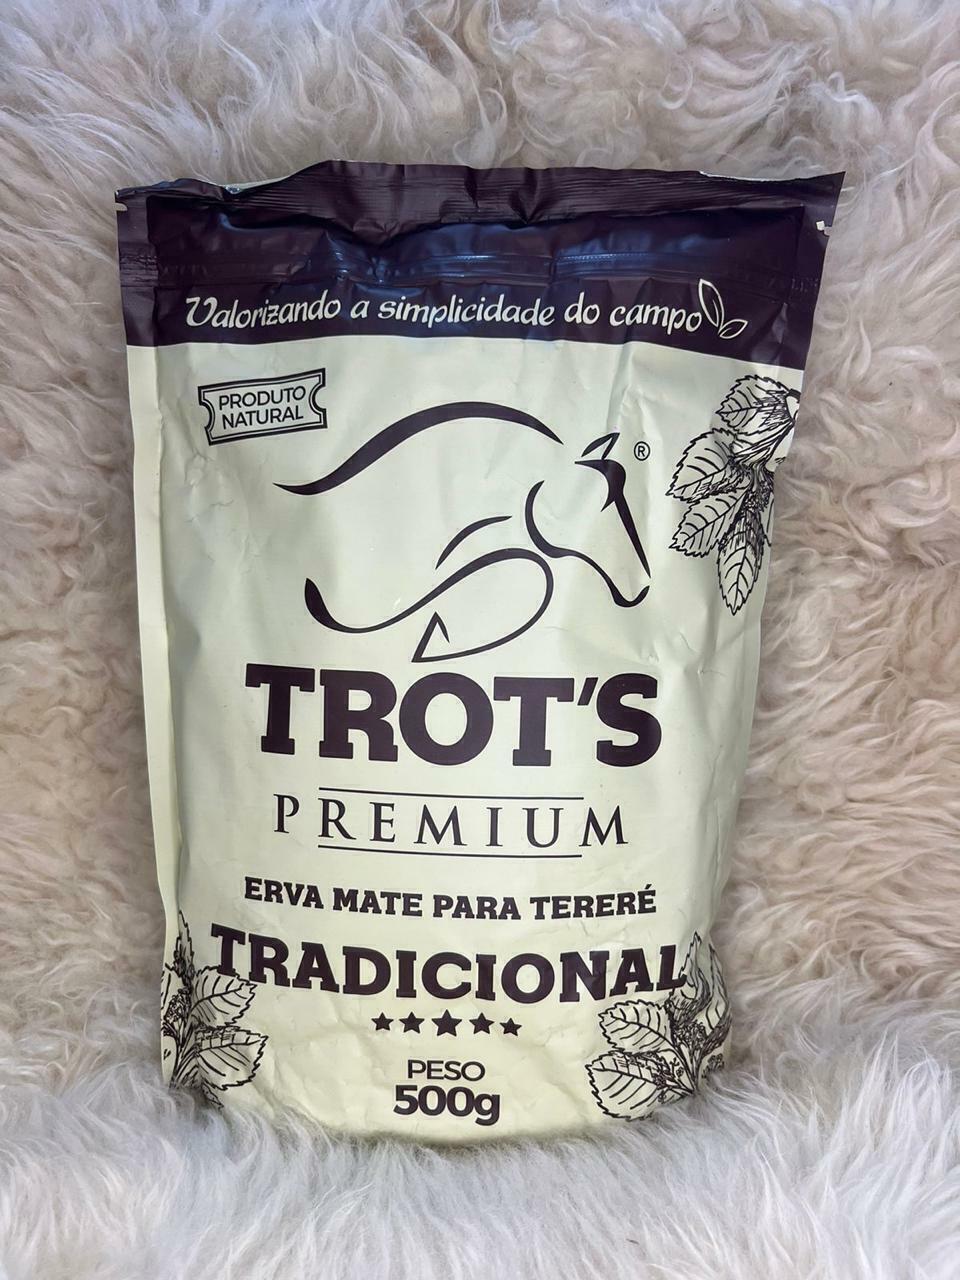 Valorizando a simplicidade do campo
PRODUTO
NATURAL
®
TROT'S
PREMIUM
ERVA MATE PARA TERERÉ
TRADICIONAL
PESO
500g